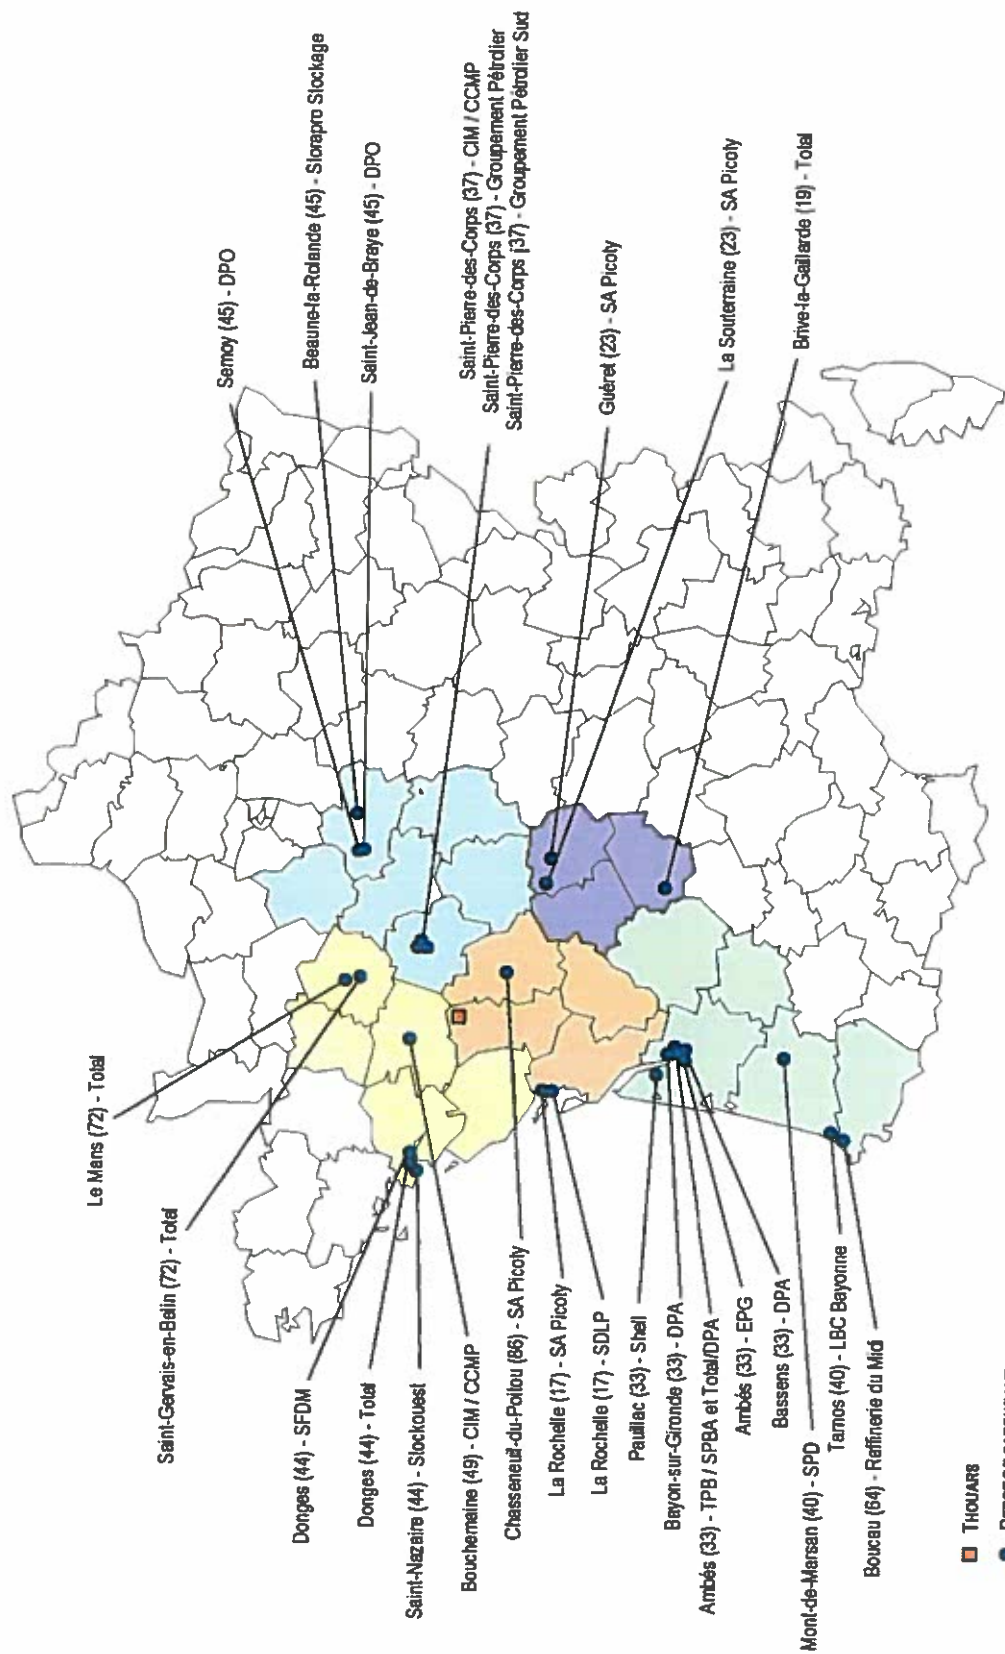 Semoy (45) - DPO
Beaune-la-Rolande (45) - Storapro Stockage
Saint-Jean-de-Braye (45) - DPO
Saint-Pierre-des-Corps (37) - CIM / CCMP
Saint-Pierre-des-Corps (37) - Groupement Pétrolier
Saint-Pierre-des-Corps (37) - Groupement Pétrolier Sud
Guéret (23) - SA Picoty
La Souterraine (23) - SA Picoty
Brive-la-Gaillarde (19) - Total
Le Mans (72) - Total
Saint-Gervais-en-Belin (72) - Total
Donges (44) - SFDM
Donges (44) - Total
Saint-Nazaire (44) - Stockouest
Bouchemaine (49) - CIM / CCMP
Chasseneuil-du-Poitou (86) - SA Picoty
La Rochelle (17) - SA Picoty
La Rochelle (17) - SDLP
Pauillac (33) - Shell
Bayon-sur-Gironde (33) - DPA
Ambés (33) - TPB / SPBA et Total/DPA
Ambés (33) - EPG
Bassens (33) - DPA
Mont-de-Marsan (40) - SPD
Tarnos (40) - LBC Bayonne
Boucau (64) - Raffinerie du Midi
THOUARS